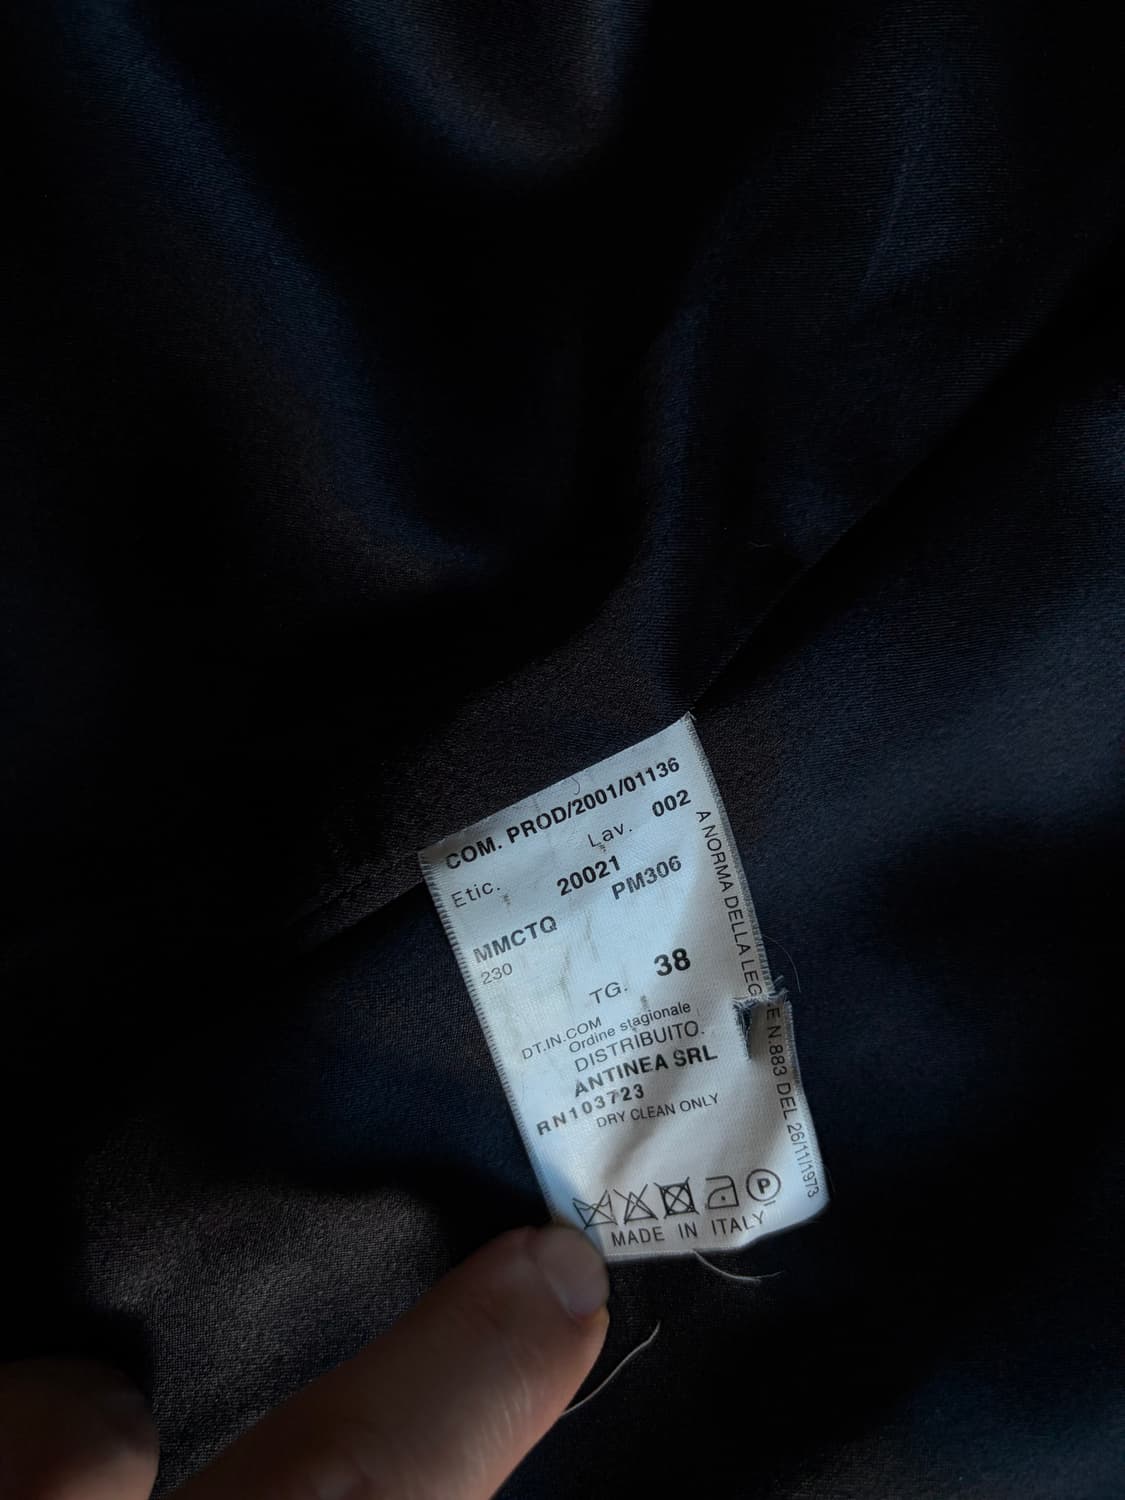 COM. PROD/2001/01136
Lav. 002
Etic. 20021
PM306
MMCTQ
230
TG. 38
DT.IN.COM
Ordine stagionale
DISTRIBUITO.
ANTINEA SRL
RN103723
DRY CLEAN ONLY
P
MADE IN ITALY
A NORMA DELLA LEG E N.883 DEL 26/11/1973